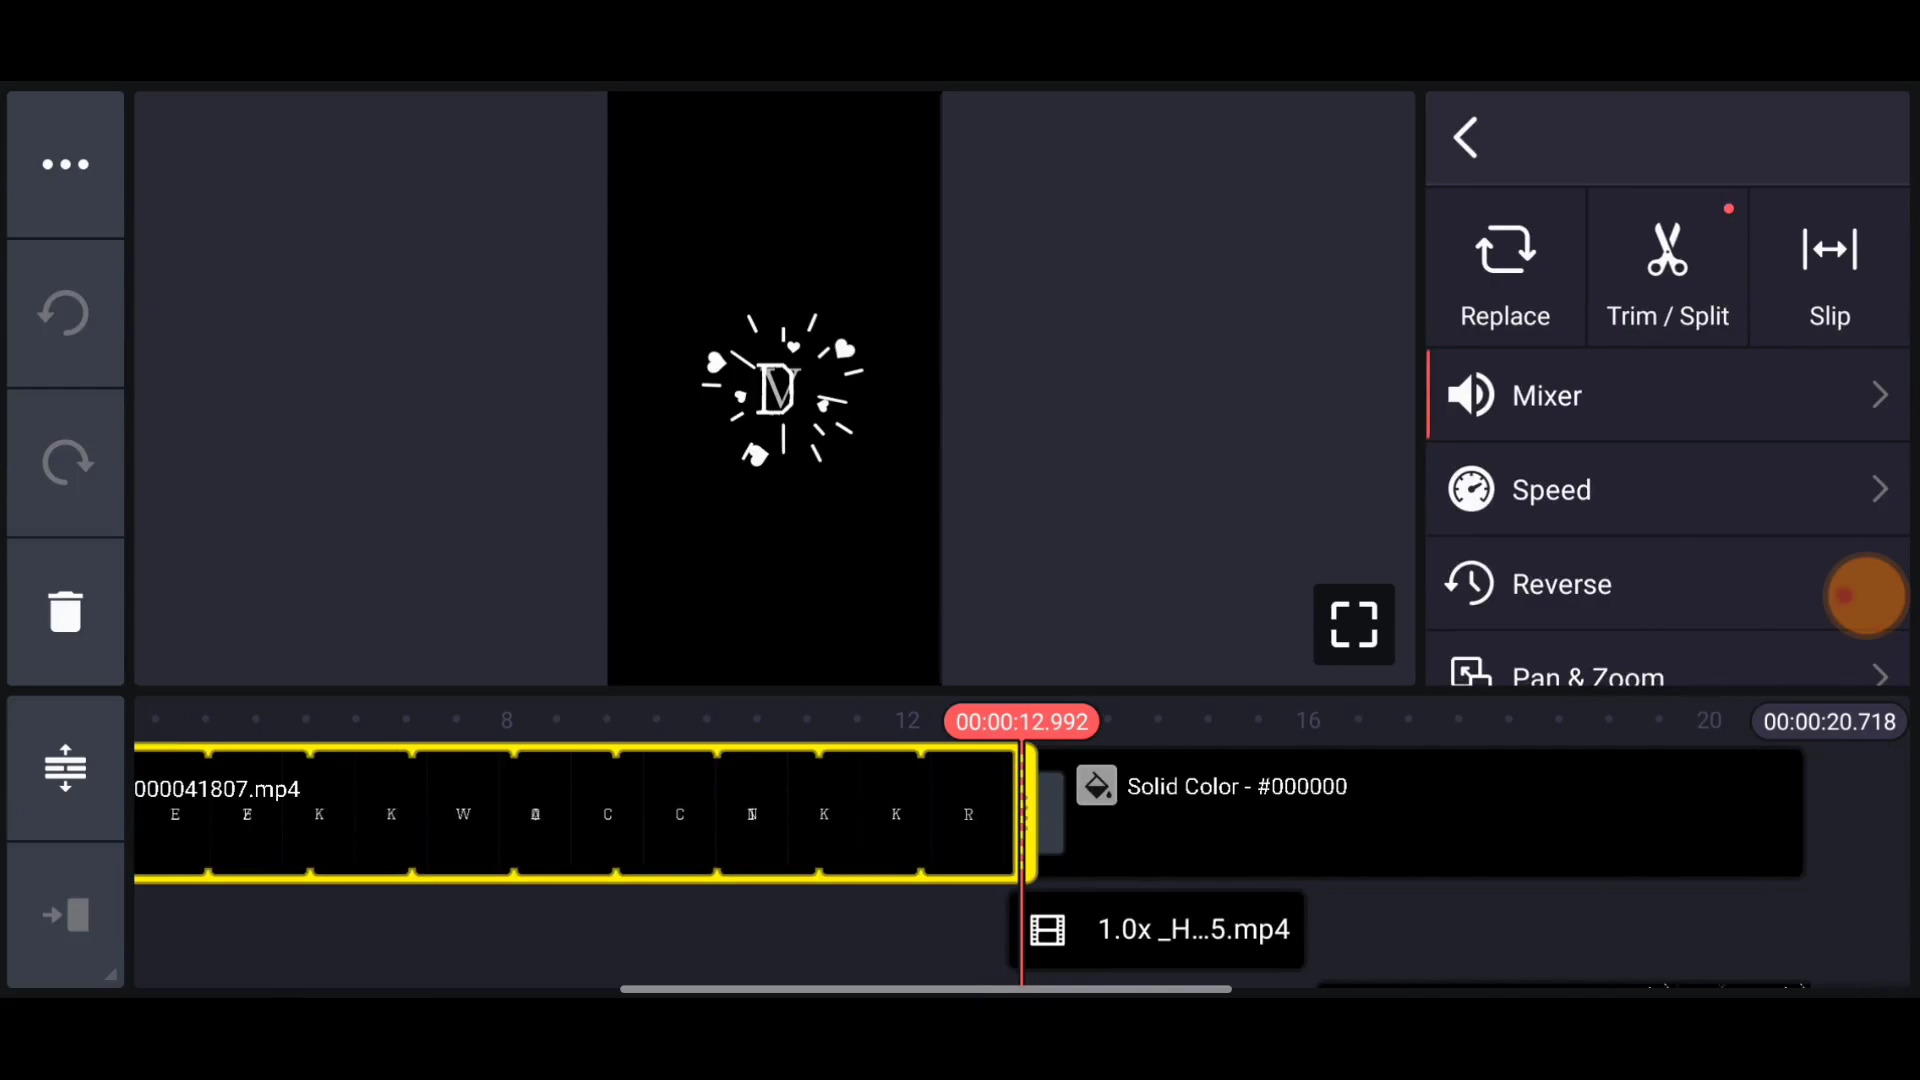 Replace
Trim / Split
Slip
Mixer
Speed
Reverse
Pan & Zoom
8
12
00:00:12.992
16
20
00:00:20.718
000041807.mp4
E K K W C C K K R
Solid Color - #000000
1.0x _H...5.mp4